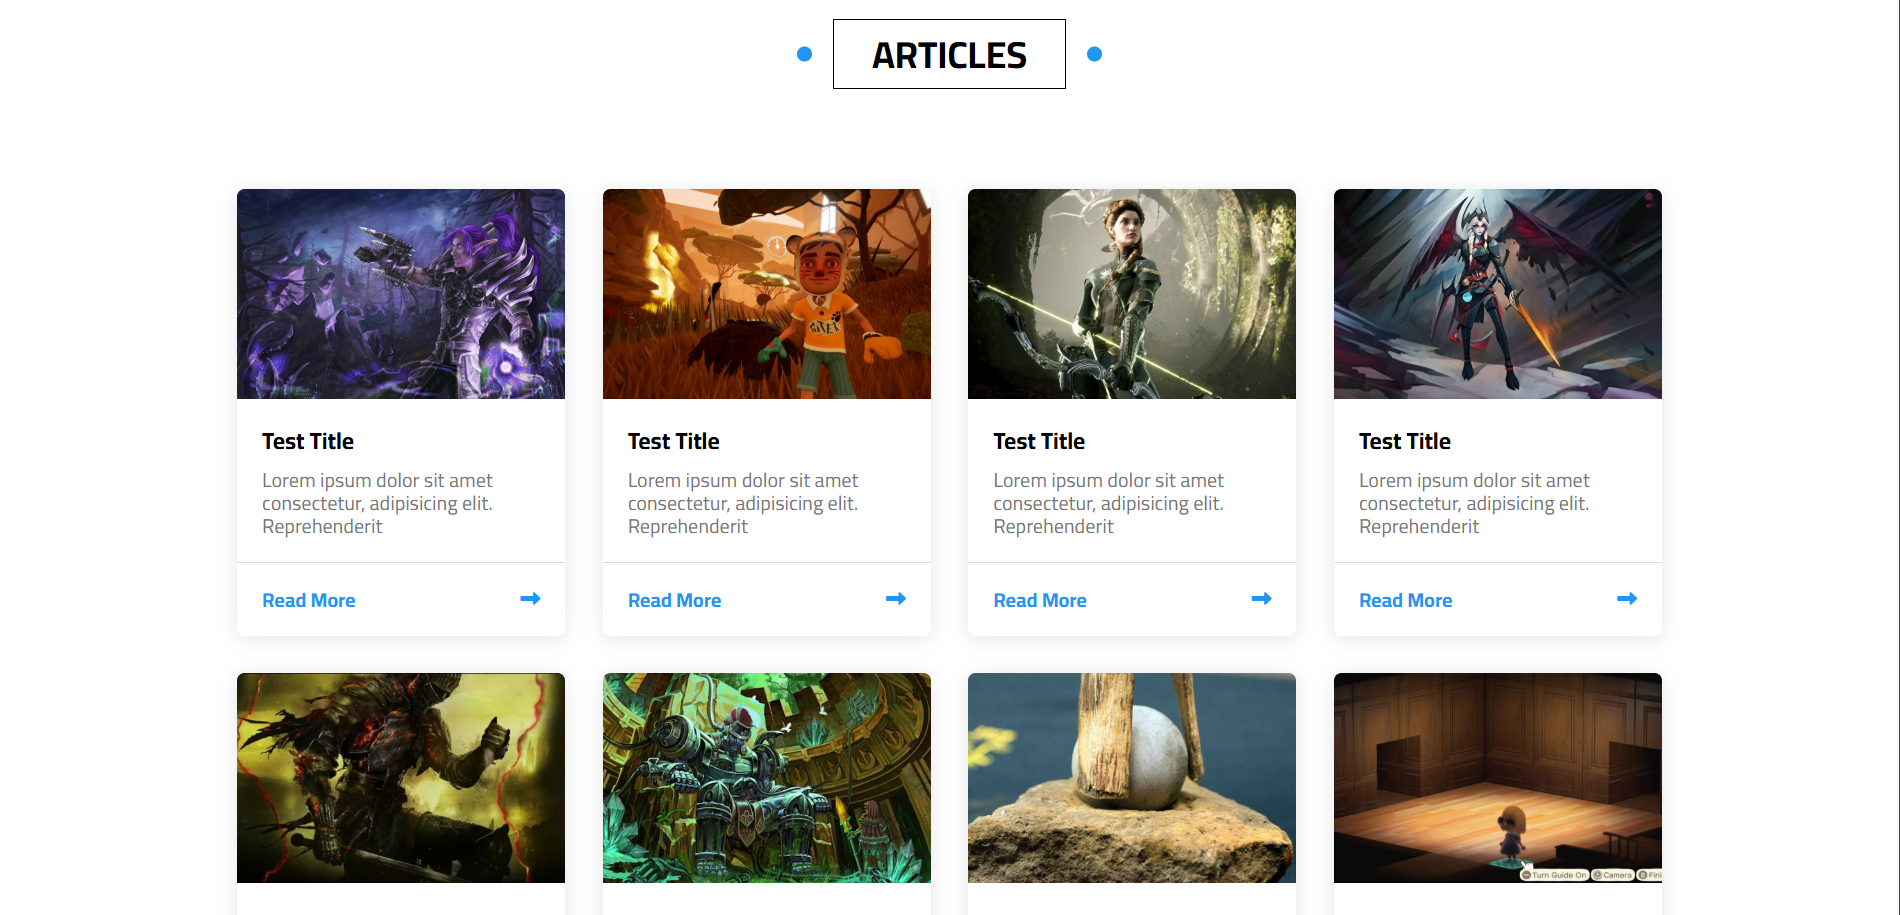 ARTICLES
Test Title
Lorem ipsum dolor sit amet
consectetur, adipisicing elit.
Reprehenderit
Read More
Test Title
Lorem ipsum dolor sit amet
consectetur, adipisicing elit.
Reprehenderit
Read More
Test Title
Lorem ipsum dolor sit amet
consectetur, adipisicing elit.
Reprehenderit
Read More
Test Title
Lorem ipsum dolor sit amet
consectetur, adipisicing elit.
Reprehenderit
Read More
Turn Guide On Camera Fini